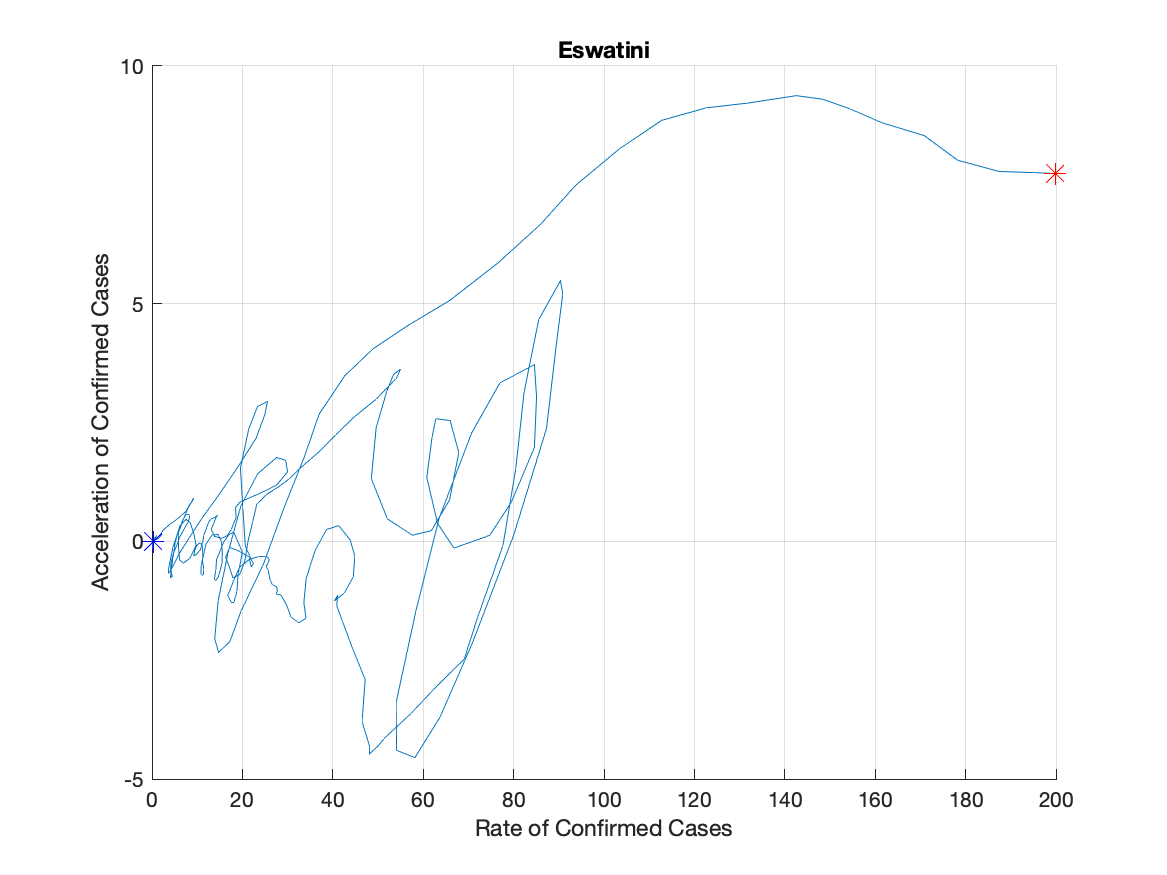 Eswatini
Acceleration of Confirmed Cases
10
5
0
-5
0 20 40 60 80 100 120 140 160 180 200
Rate of Confirmed Cases